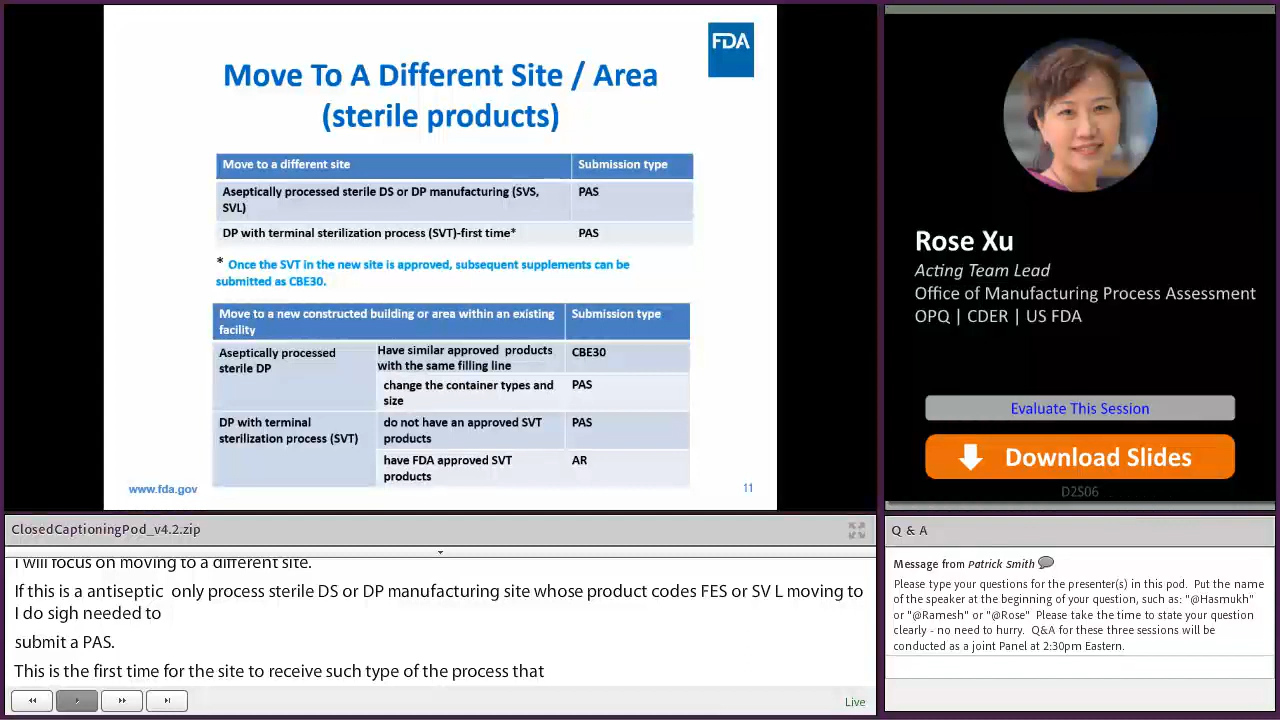 FDA
Move To A Different Site / Area
(sterile products)
Move to a different site
Submission type
Aseptically processed sterile DS or DP manufacturing (SVS,
SVL)
PAS
DP with terminal sterilization process (SVT)-first time*
PAS
* Once the SVT in the new site is approved, subsequent supplements can be
submitted as CBE30.
Move to a new constructed building or area within an existing
facility
Submission type
Aseptically processed
sterile DP
Have similar approved products
with the same filling line
CBE30
change the container types and
size
PAS
DP with terminal
sterilization process (SVT)
do not have an approved SVT
products
PAS
have FDA approved SVT
products
AR
www.fda.gov
11
Rose Xu
Acting Team Lead
Office of Manufacturing Process Assessment
OPQ | CDER | US FDA
Evaluate This Session
Download Slides
D2S06
ClosedCaptioningPod_v4.2.zip
I will focus on moving to a different site.
If this is a antiseptic only process sterile DS or DP manufacturing site whose product codes FES or SV L moving to
I do sigh needed to
submit a PAS.
This is the first time for the site to receive such type of the process that
Live
Q & A
Message from Patrick Smith
Please type your questions for the presenter(s) in this pod. Put the name
of the speaker at the beginning of your question, such as: "@Hasmukh"
or "@Ramesh" or "@Rose" Please take the time to state your question
clearly - no need to hurry. Q&A for these three sessions will be
conducted as a joint Panel at 2:30pm Eastern.